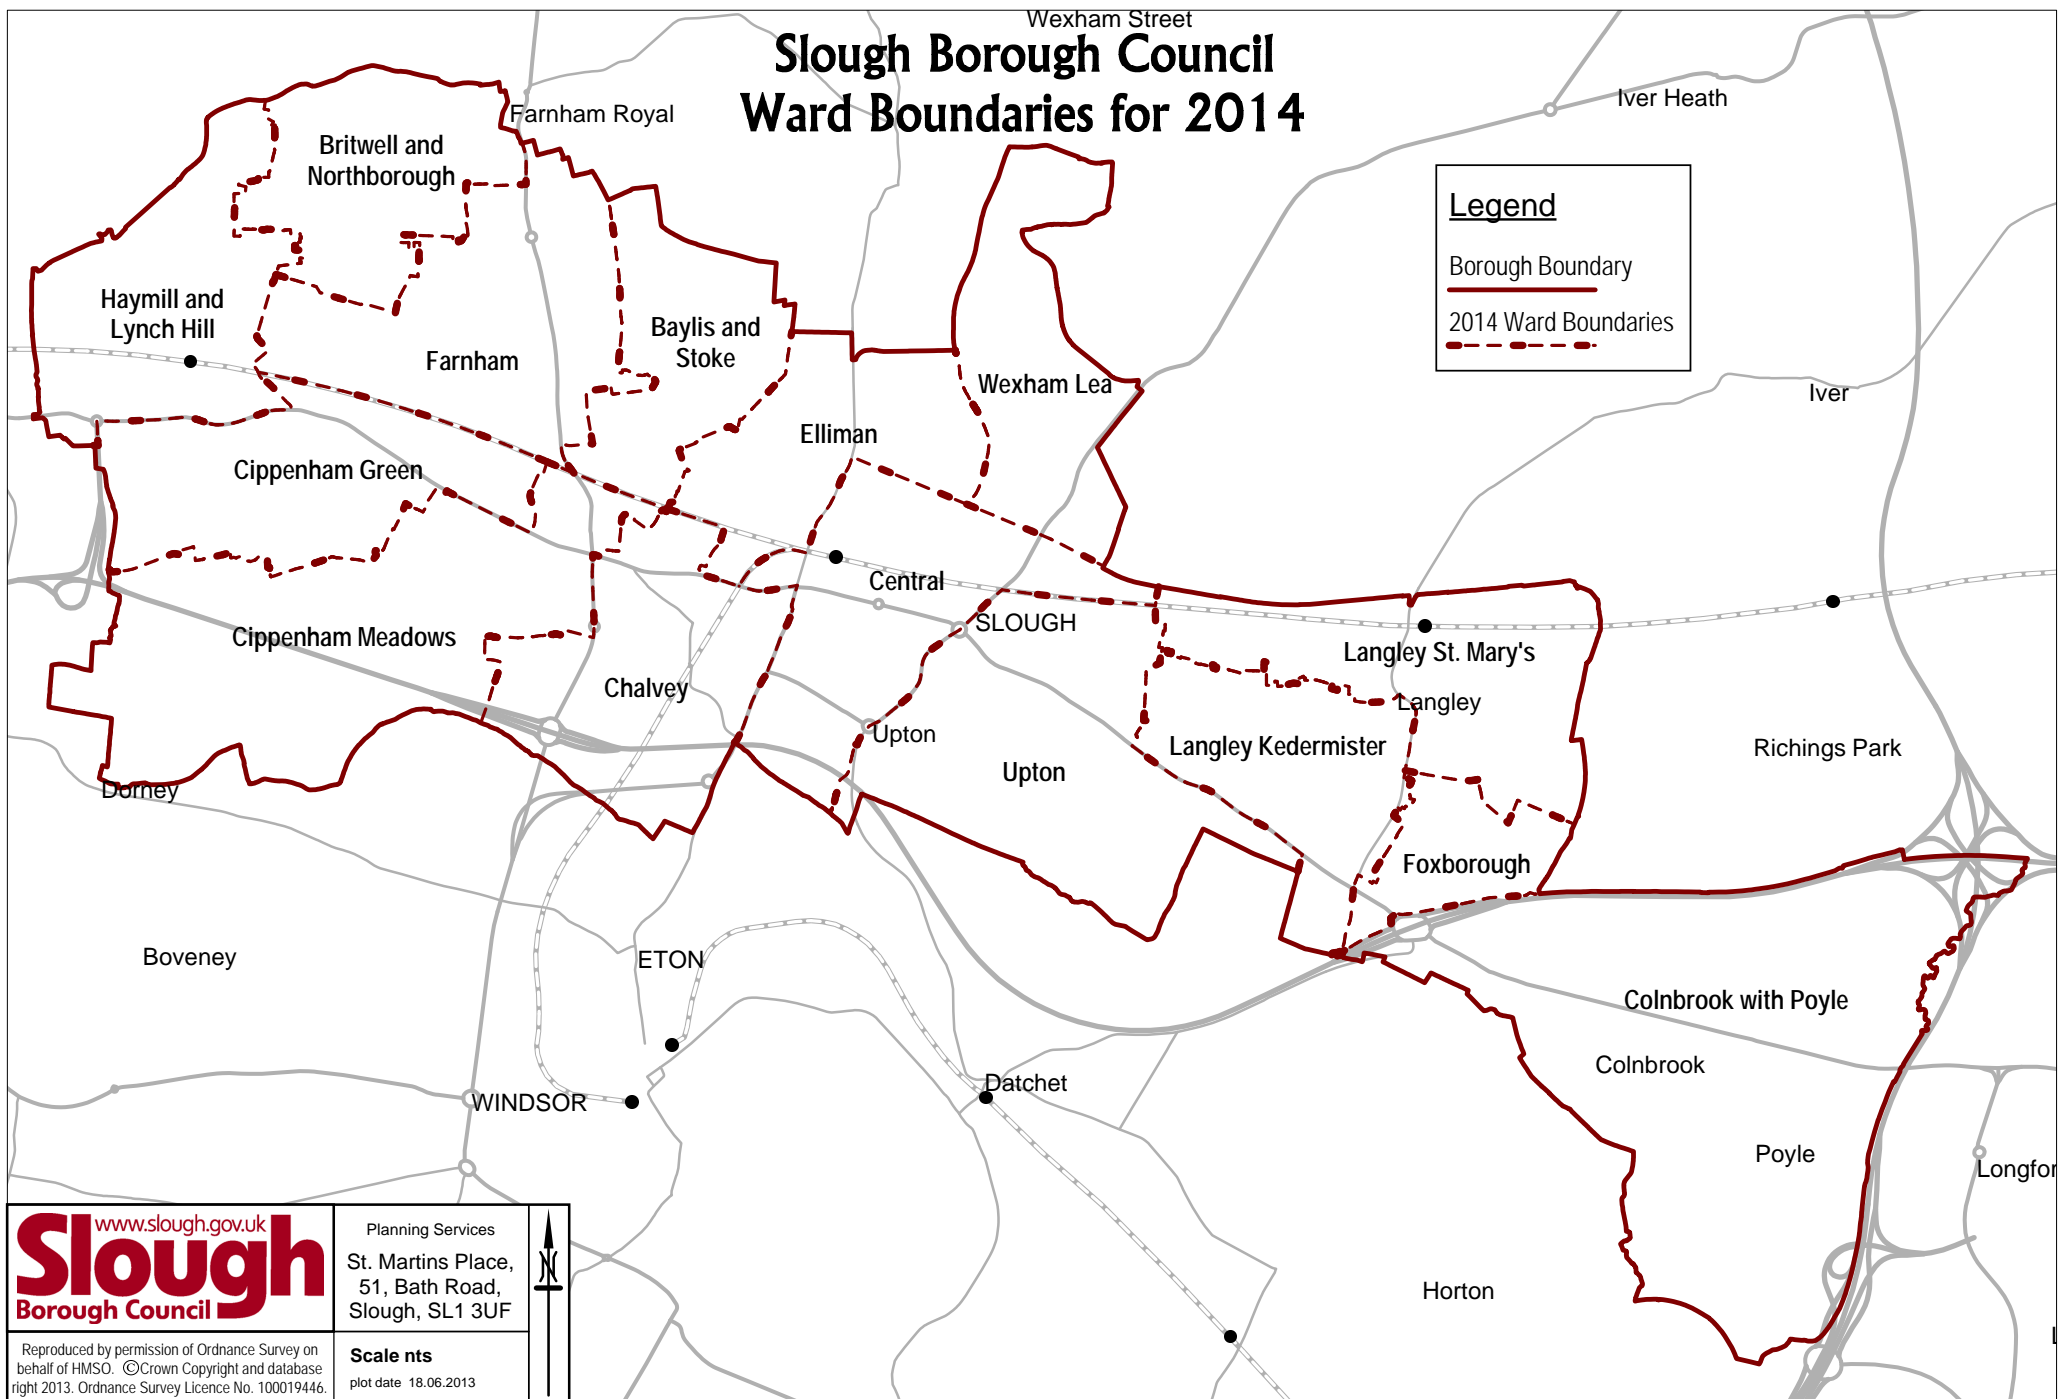 Wexham Street
Slough Borough Council
Ward Boundaries for 2014
Farnham Royal
Iver Heath
Britwell and
Northborough
Legend
Borough Boundary
2014 Ward Boundaries
Haymill and
Lynch Hill
Farnham
Baylis and
Stoke
Wexham Lea
Iver
Elliman
Cippenham Green
Central
SLOUGH
Cippenham Meadows
Langley St. Mary's
Chalvey
Langley
Upton
Langley Kedermister
Richings Park
Upton
Dorney
Foxborough
Boveney
ETON
Colnbrook with Poyle
Colnbrook
Datchet
WINDSOR
Poyle
Longfor
Horton
L
www.slough.gov.uk
Slough
Borough Council
Planning Services
St. Martins Place,
51, Bath Road,
Slough, SL1 3UF
N
Reproduced by permission of Ordnance Survey on
behalf of HMSO. ©Crown Copyright and database
right 2013. Ordnance Survey Licence No. 100019446.
Scale nts
plot date 18.06.2013